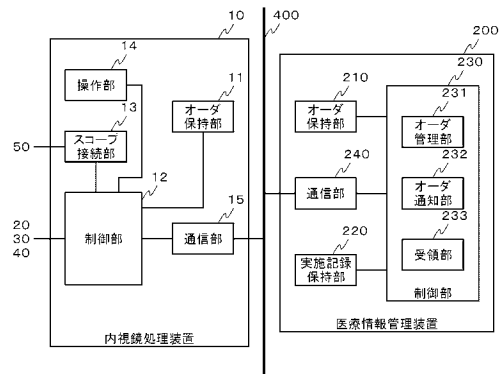 10
400
200
14
操作部
11
オーダ
保持部
13
50
スコープ
接続部
12
20
30
40
制御部
15
通信部
内視鏡処理装置
210
オーダ
保持部
230
231
オーダ
管理部
240
通信部
232
オーダ
通知部
233
受領部
220
実施記録
保持部
制御部
医療情報管理装置